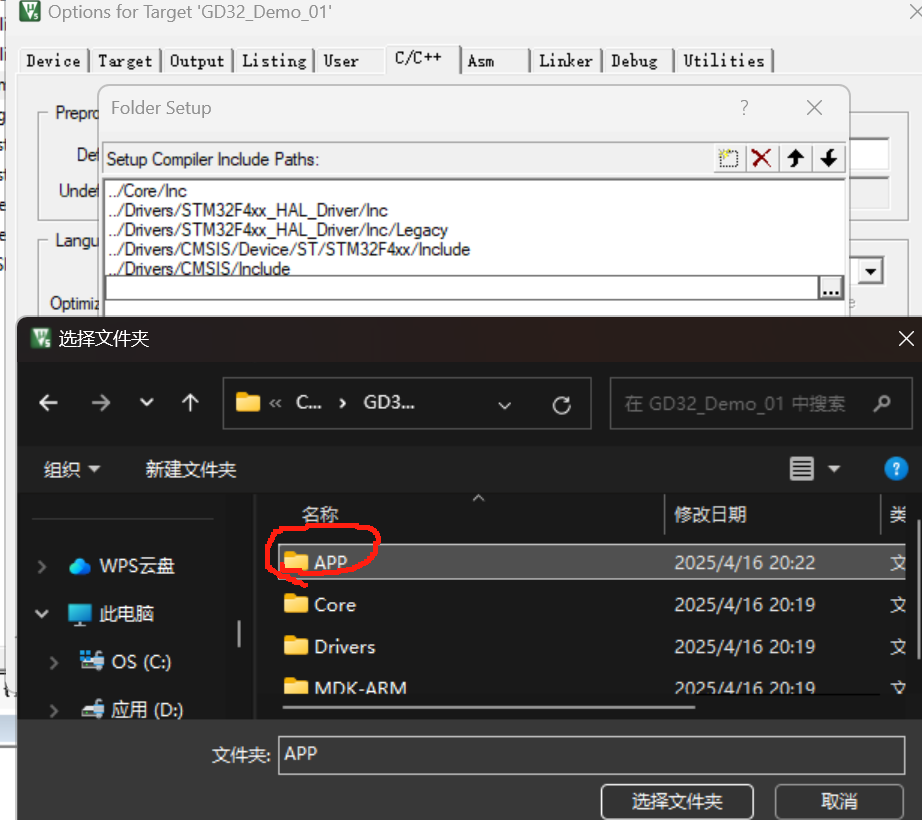 Options for Target 'GD32_Demo_01'
Device Target Output Listing User C/C++ Asm Linker Debug Utilities
Folder Setup
?
Setup Compiler Include Paths:
../Core/Inc
../Drivers/STM32F4xx_HAL_Driver/Inc
../Drivers/STM32F4xx_HAL_Driver/Inc/Legacy
../Drivers/CMSIS/Device/ST/STM32F4xx/Include
../Drivers/CMSIS/Include
...
选择文件夹
« C... › GD3...
在 GD32_Demo_01 中搜索
组织 新建文件夹
?
名称 修改日期 类
APP 2025/4/16 20:22 文
Core 2025/4/16 20:19 文
Drivers 2025/4/16 20:19 文
MDK-ARM 2025/4/16 20:19 文
WPS云盘
此电脑
OS (C:)
应用 (D:)
文件夹: APP
选择文件夹 取消